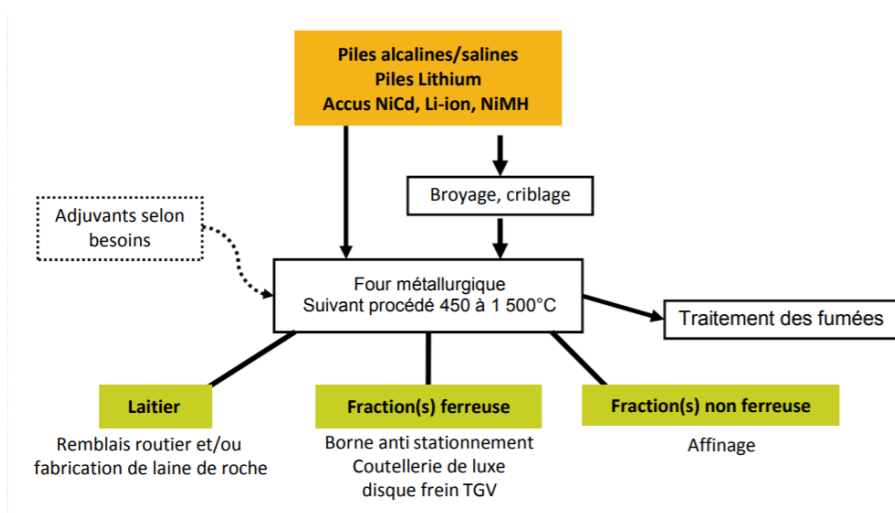 Piles alcalines/salines
Piles Lithium
Accus NiCd, Li-ion, NiMH
Broyage, criblage
Adjuvants selon
besoins
Four métallurgique
Suivant procédé 450 à 1 500°C
Traitement des fumées
Laitier
Remblais routier et/ou
fabrication de laine de roche
Fraction(s) ferreuse
Borne anti stationnement
Coutellerie de luxe
disque frein TGV
Fraction(s) non ferreuse
Affinage